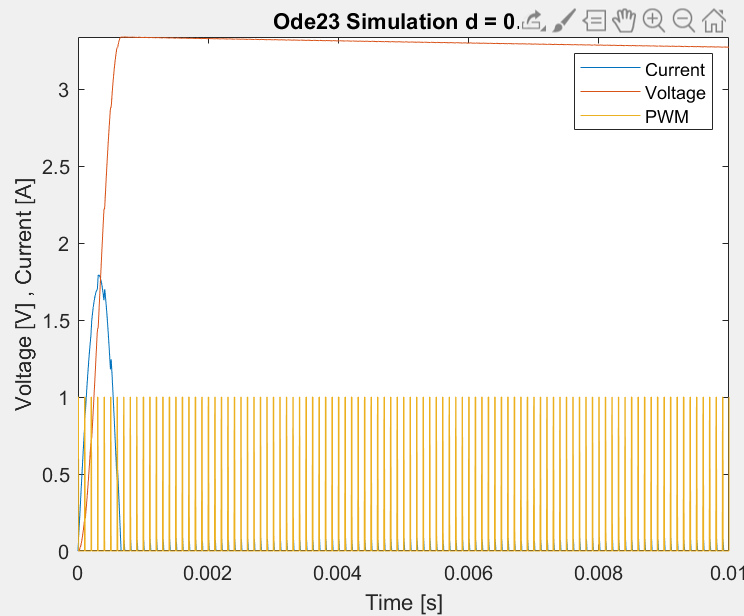 Ode23 Simulation d = 0.
Current
Voltage
PWM
3
2.5
2
1.5
1
0.5
0
0
0.002
0.004
0.006
0.008
0.01
Voltage [V] , Current [A]
Time [s]